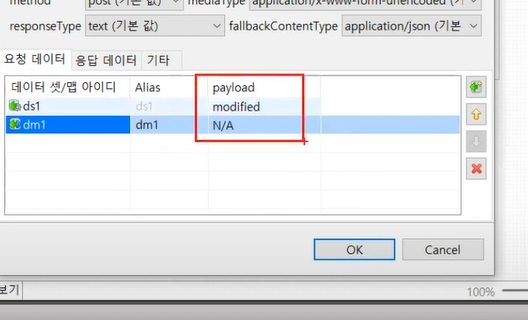 method post (기본 값) mediaType application/x-www-form-urlencoded (기
responseType text (기본 값) fallbackContentType application/json (기본
요청 데이터 응답 데이터 기타
데이터 셋/맵 아이디 Alias payload
ds1 ds1 modified
dm1 dm1 N/A
OK Cancel
보기 100%